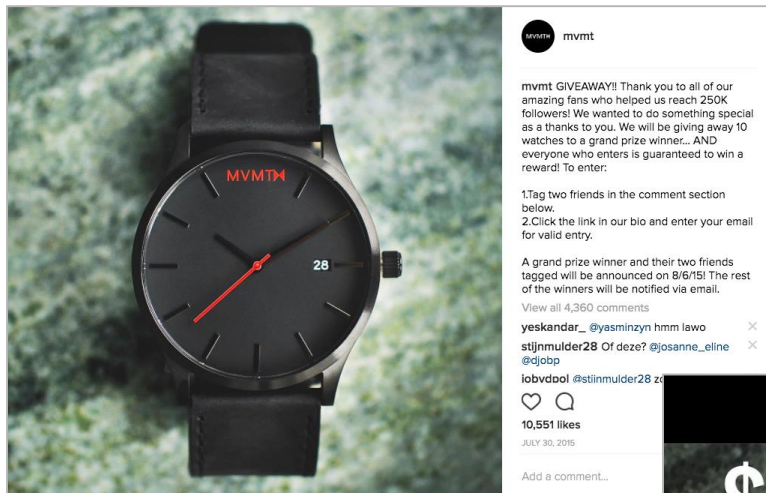 MVMT
28
MVMT
mvmt
mvmt GIVEAWAY!! Thank you to all of our
amazing fans who helped us reach 250K
followers! We wanted to do something special
as a thanks to you. We will be giving away 10
watches to a grand prize winner... AND
everyone who enters is guaranteed to win a
reward! To enter:
1.Tag two friends in the comment section
below.
2.Click the link in our bio and enter your email
for valid entry.
A grand prize winner and their two friends
tagged will be announced on 8/6/15! The rest
of the winners will be notified via email.
View all 4,360 comments
yeskandar_ @yasminzyn hmm lawo
stijnmulder28 Of deze? @josanne_eline
@djobp
@stijnmulder28
10,551 likes
JULY 30, 2015
Add a comment...